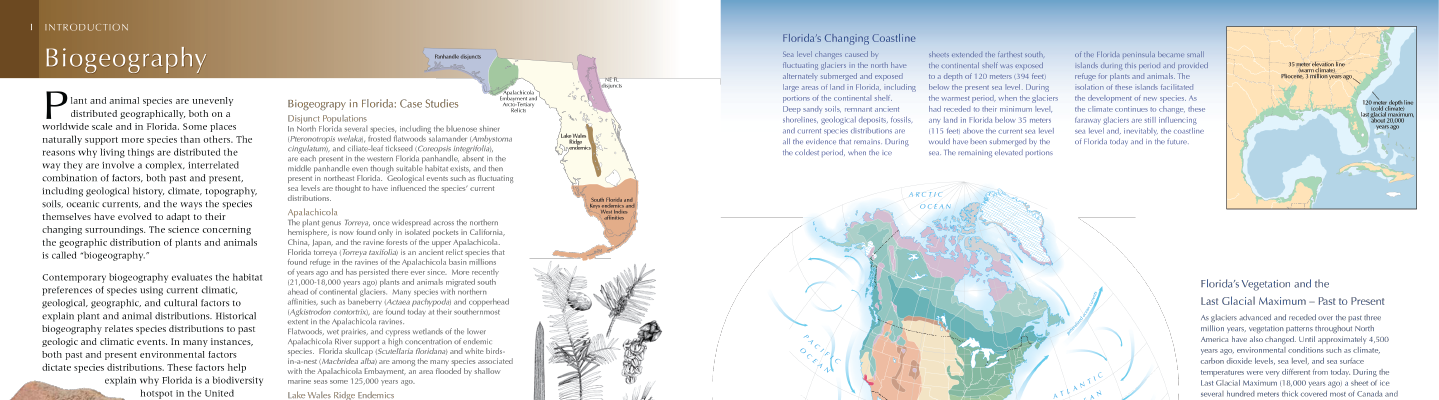 1 INTRODUCTION
Biogeography
Plant and animal species are unevenly
distributed geographically, both on a
worldwide scale and in Florida. Some places
naturally support more species than others. The
reasons why living things are distributed the
way they are involve a complex, interrelated
combination of factors, both past and present,
including geological history, climate, topography,
soils, oceanic currents, and the ways the species
themselves have evolved to adapt to their
changing surroundings. The science concerning
the geographic distribution of plants and animals
is called “biogeography.”
Contemporary biogeography evaluates the habitat
preferences of species using current climatic,
geological, geographic, and cultural factors to
explain plant and animal distributions. Historical
biogeography relates species distributions to past
geologic and climatic events. In many instances,
both past and present environmental factors
dictate species distributions. These factors help
explain why Florida is a biodiversity
hotspot in the United
Biogeograpy in Florida: Case Studies
Disjunct Populations
In North Florida several species, including the bluenose shiner
(Pteronotropis welaka), frosted flatwoods salamander (Ambystoma
cingulatum), and ciliate-leaf tickseed (Coreopsis integrifolia),
are each present in the western Florida panhandle, absent in the
middle panhandle even though suitable habitat exists, and then
present in northeast Florida. Geological events such as fluctuating
sea levels are thought to have influenced the species’ current
distributions.
Apalachicola
The plant genus Torreya, once widespread across the northern
hemisphere, is now found only in isolated pockets in California,
China, Japan, and the ravine forests of the upper Apalachicola.
Florida torreya (Torreya taxifolia) is an ancient relict species that
found refuge in the ravines of the Apalachicola basin millions
of years ago and has persisted there ever since. More recently
(21,000-18,000 years ago) plants and animals migrated south
ahead of continental glaciers. Many species with northern
affinities, such as baneberry (Actaea pachypoda) and copperhead
(Agkistrodon contortrix), are found today at their southernmost
extent in the Apalachicola ravines.
Flatwoods, wet prairies, and cypress wetlands of the lower
Apalachicola River support a high concentration of endemic
species. Florida skullcap (Scutellaria floridana) and white birds-
in-a-nest (Macbridea alba) are among the many species associated
with the Apalachicola Embayment, an area flooded by shallow
marine seas some 125,000 years ago.
Lake Wales Ridge Endemics
Panhandle disjuncts
Apalachicola
Embayment and
Arcto-Tertiary
Relicts
NE FL
disjuncts
Lake Wales
Ridge
endemics
South Florida and
Keys endemics and
West Indies
affinities
Florida’s Changing Coastline
Sea level changes caused by
fluctuating glaciers in the north have
alternately submerged and exposed
large areas of land in Florida, including
portions of the continental shelf.
Deep sandy soils, remnant ancient
shorelines, geological deposits, fossils,
and current species distributions are
all the evidence that remains. During
the coldest period, when the ice
sheets extended the farthest south,
the continental shelf was exposed
to a depth of 120 meters (394 feet)
below the present sea level. During
the warmest period, when the glaciers
had receded to their minimum level,
any land in Florida below 35 meters
(115 feet) above the current sea level
would have been submerged by the
sea. The remaining elevated portions
of the Florida peninsula became small
islands during this period and provided
refuge for plants and animals. The
isolation of these islands facilitated
the development of new species. As
the climate continues to change, these
faraway glaciers are still influencing
sea level and, inevitably, the coastline
of Florida today and in the future.
35 meter elevation line
(warm climate)
Pliocene, 3 million years ago
120 meter depth line
(cold climate)
last glacial maximum,
about 20,000
years ago
ARCTIC
OCEAN
PACIFIC
OCEAN
ATLANTIC
Florida’s Vegetation and the
Last Glacial Maximum – Past to Present
As glaciers advanced and receded over the past three
million years, vegetation patterns throughout North
America have also changed. Until approximately 4,500
years ago, environmental conditions such as climate,
carbon dioxide levels, sea level, and sea surface
temperatures were very different from today. During the
Last Glacial Maximum (18,000 years ago) a sheet of ice
several hundred meters thick covered most of Canada and